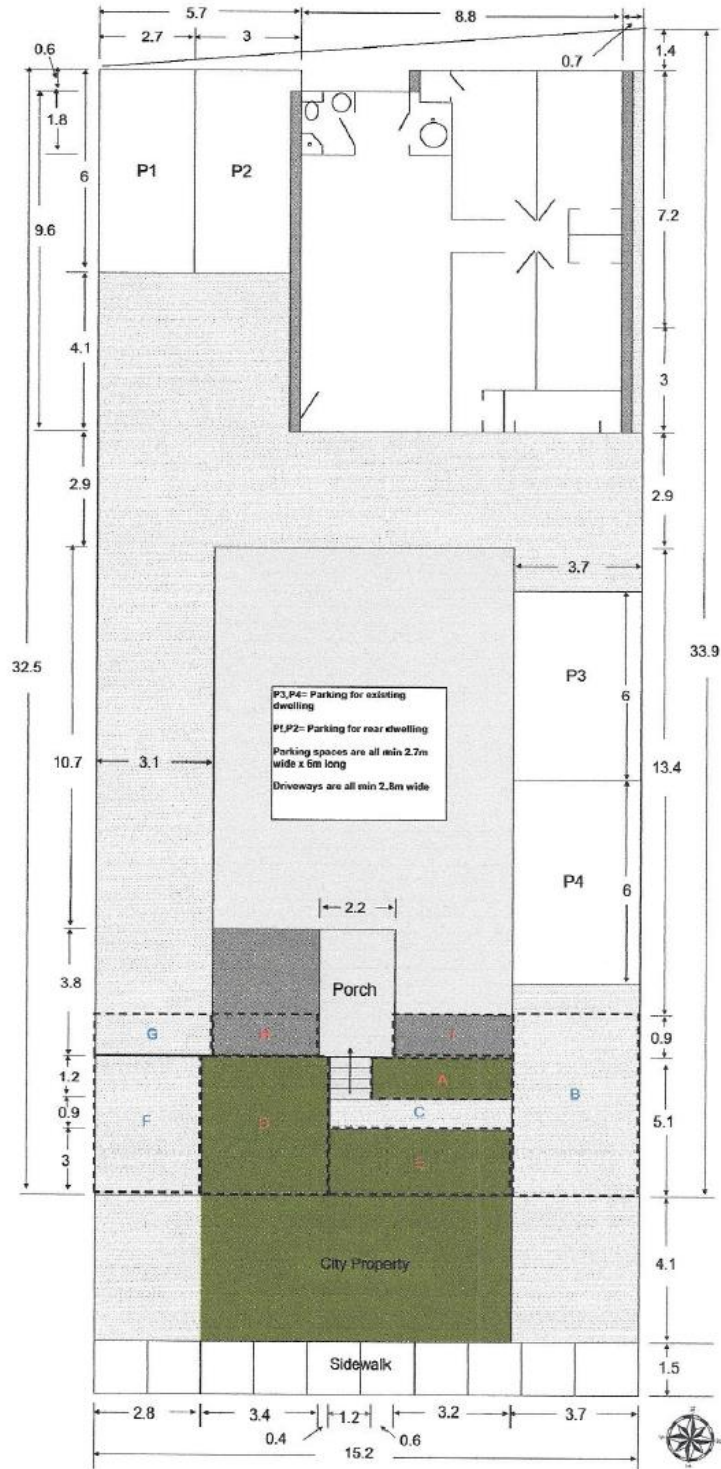 5.7
8.8
2.7
3
0.6
0.7
1.4
1.8
P1
P2
6
9.6
7.2
4.1
3
2.9
2.9
3.7
P3
6
32.5
33.9
P3,P4= Parking for existing
dwelling
P1,P2= Parking for rear dwelling
Parking spaces are all min 2.7m
wide x 6m long
Driveways are all min 2.8m wide
10.7
3.1
13.4
P4
6
2.2
3.8
Porch
G
H
I
0.9
1.2
A
B
F
D
C
5.1
0.9
E
3
City Property
4.1
Sidewalk
1.5
2.8
3.4
1.2
3.2
3.7
0.4
0.6
15.2